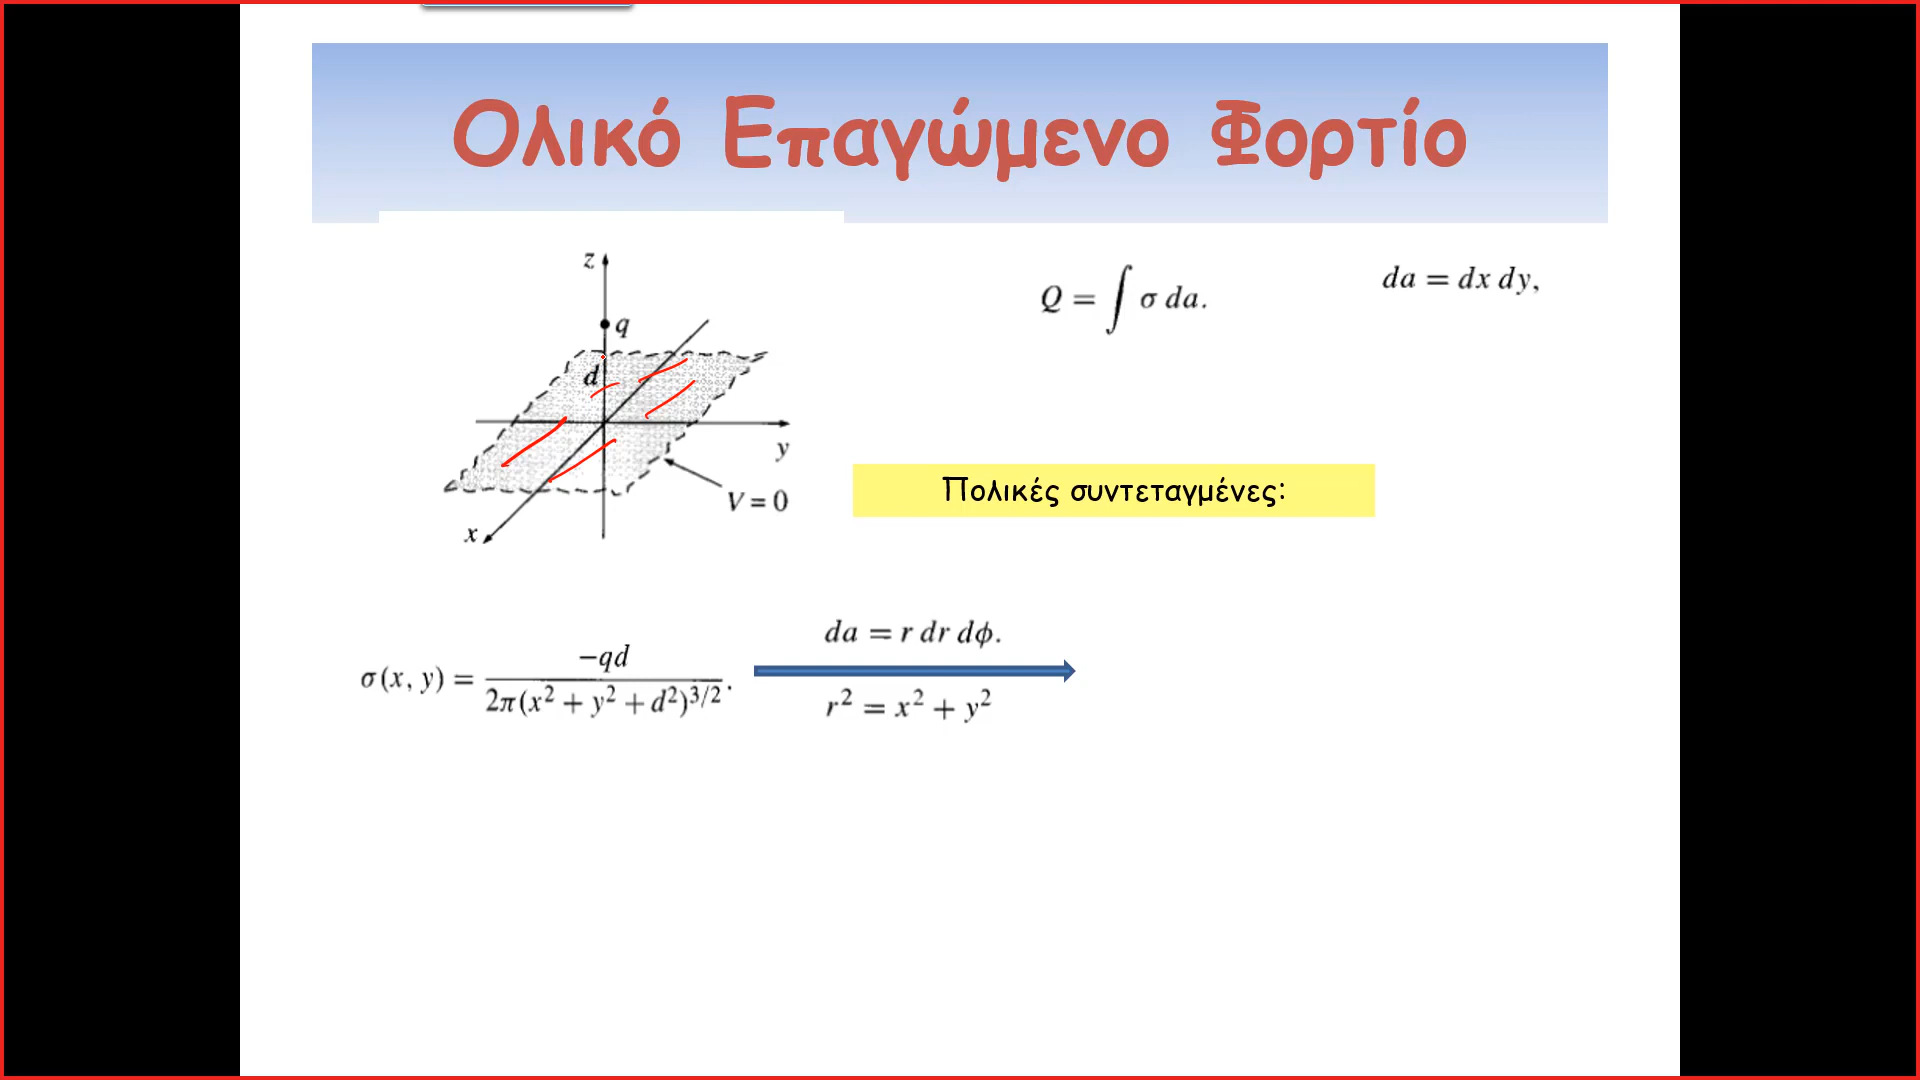 Ολικό Επαγώμενο Φορτίο
z
q
d
y
V = 0
x
Q = ∫ σ da.
da = dx dy,
Πολικές συντεταγμένες:
σ(x, y) = −qd / 2π(x² + y² + d²)^{3/2}.
da = r dr dϕ.
r² = x² + y²